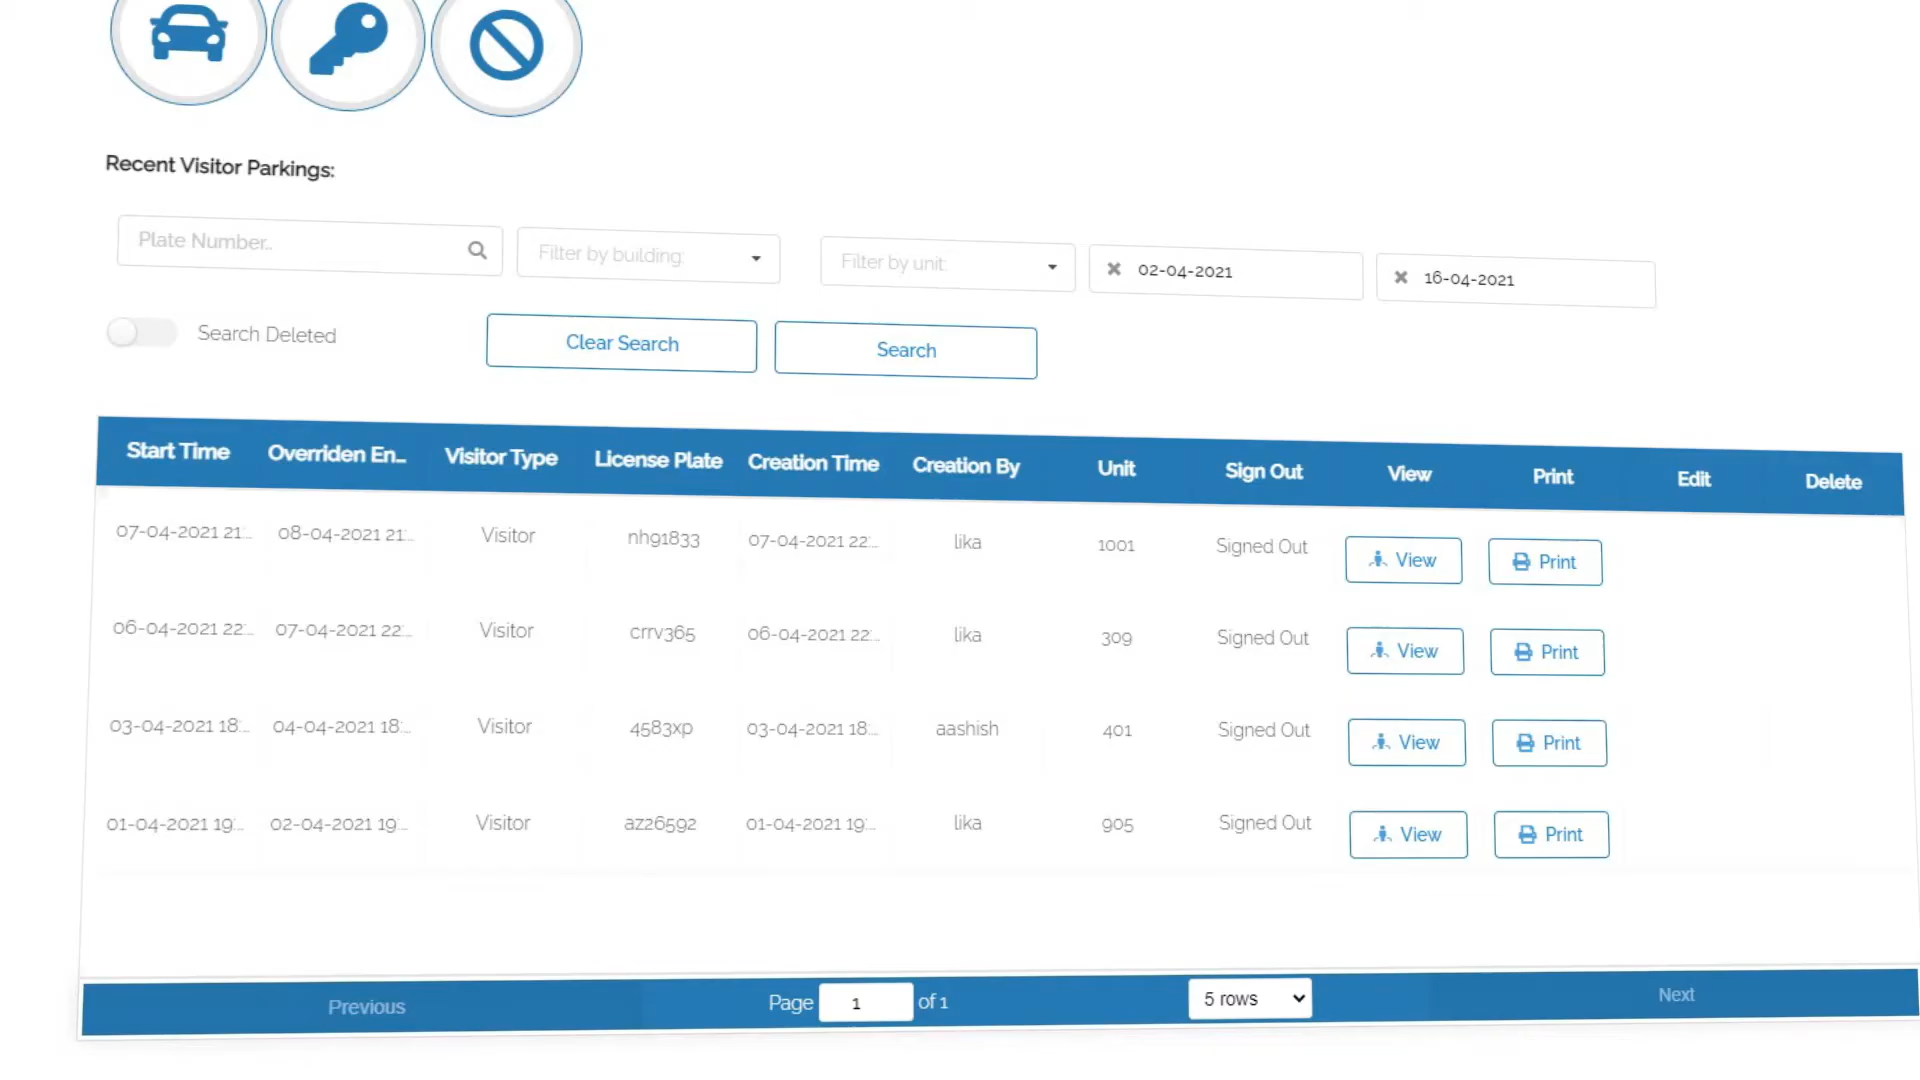 Recent Visitor Parkings:
Plate Number..
Filter by building:
Filter by unit:
02-04-2021
16-04-2021
Search Deleted
Clear Search
Search
Start Time Overriden En... Visitor Type License Plate Creation Time Creation By Unit Sign Out View Print Edit Delete
07-04-2021 21:... 08-04-2021 21:... Visitor nh91833 07-04-2021 22:... lika 1001 Signed Out View Print
06-04-2021 22:... 07-04-2021 22:... Visitor crrv365 06-04-2021 22:... lika 309 Signed Out View Print
03-04-2021 18:... 04-04-2021 18:... Visitor 4583xp 03-04-2021 18:... aashish 401 Signed Out View Print
01-04-2021 19:... 02-04-2021 19:... Visitor az26592 01-04-2021 19:... lika 905 Signed Out View Print
Previous Page 1 of 1 5 rows Next